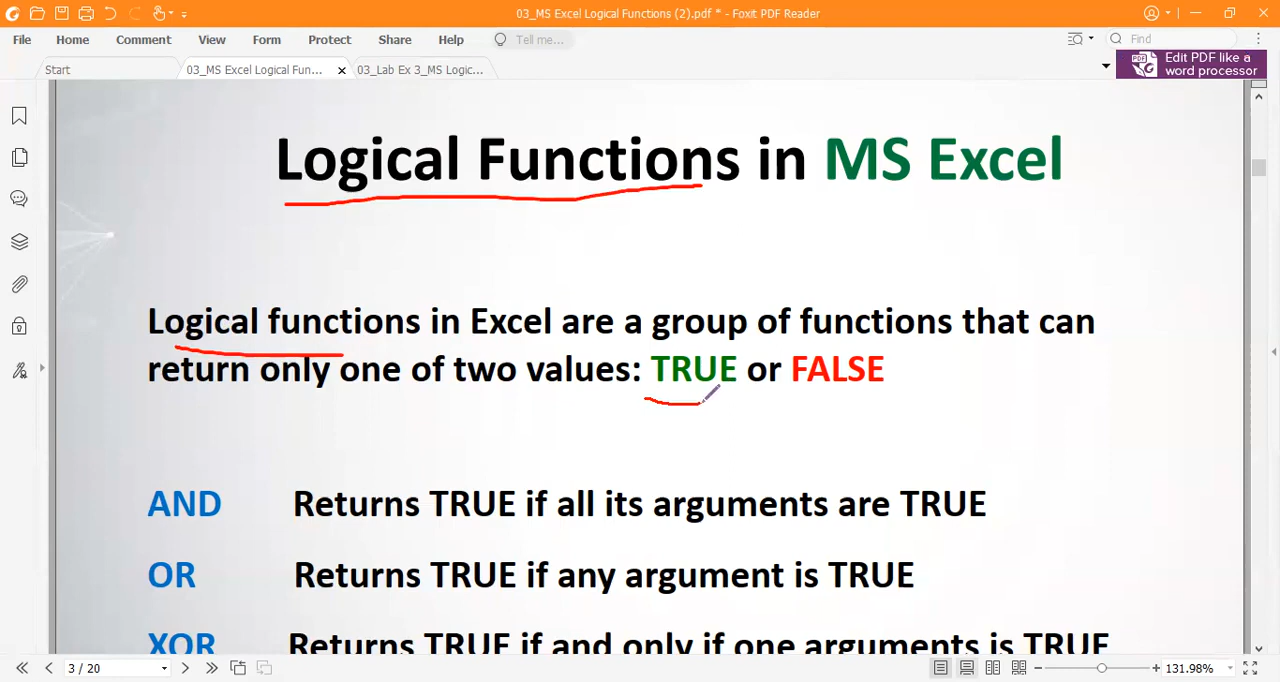 03_MS Excel Logical Functions (2).pdf * - Foxit PDF Reader
File Home Comment View Form Protect Share Help Tell me... Find
Start 03_MS Excel Logical Fun... 03_Lab Ex 3_MS Logic... Edit PDF like a
word processor
Logical Functions in MS Excel
Logical functions in Excel are a group of functions that can
return only one of two values: TRUE or FALSE
AND Returns TRUE if all its arguments are TRUE
OR Returns TRUE if any argument is TRUE
XOR Returns TRUE if and only if one arguments is TRUE
3 / 20 131.98%